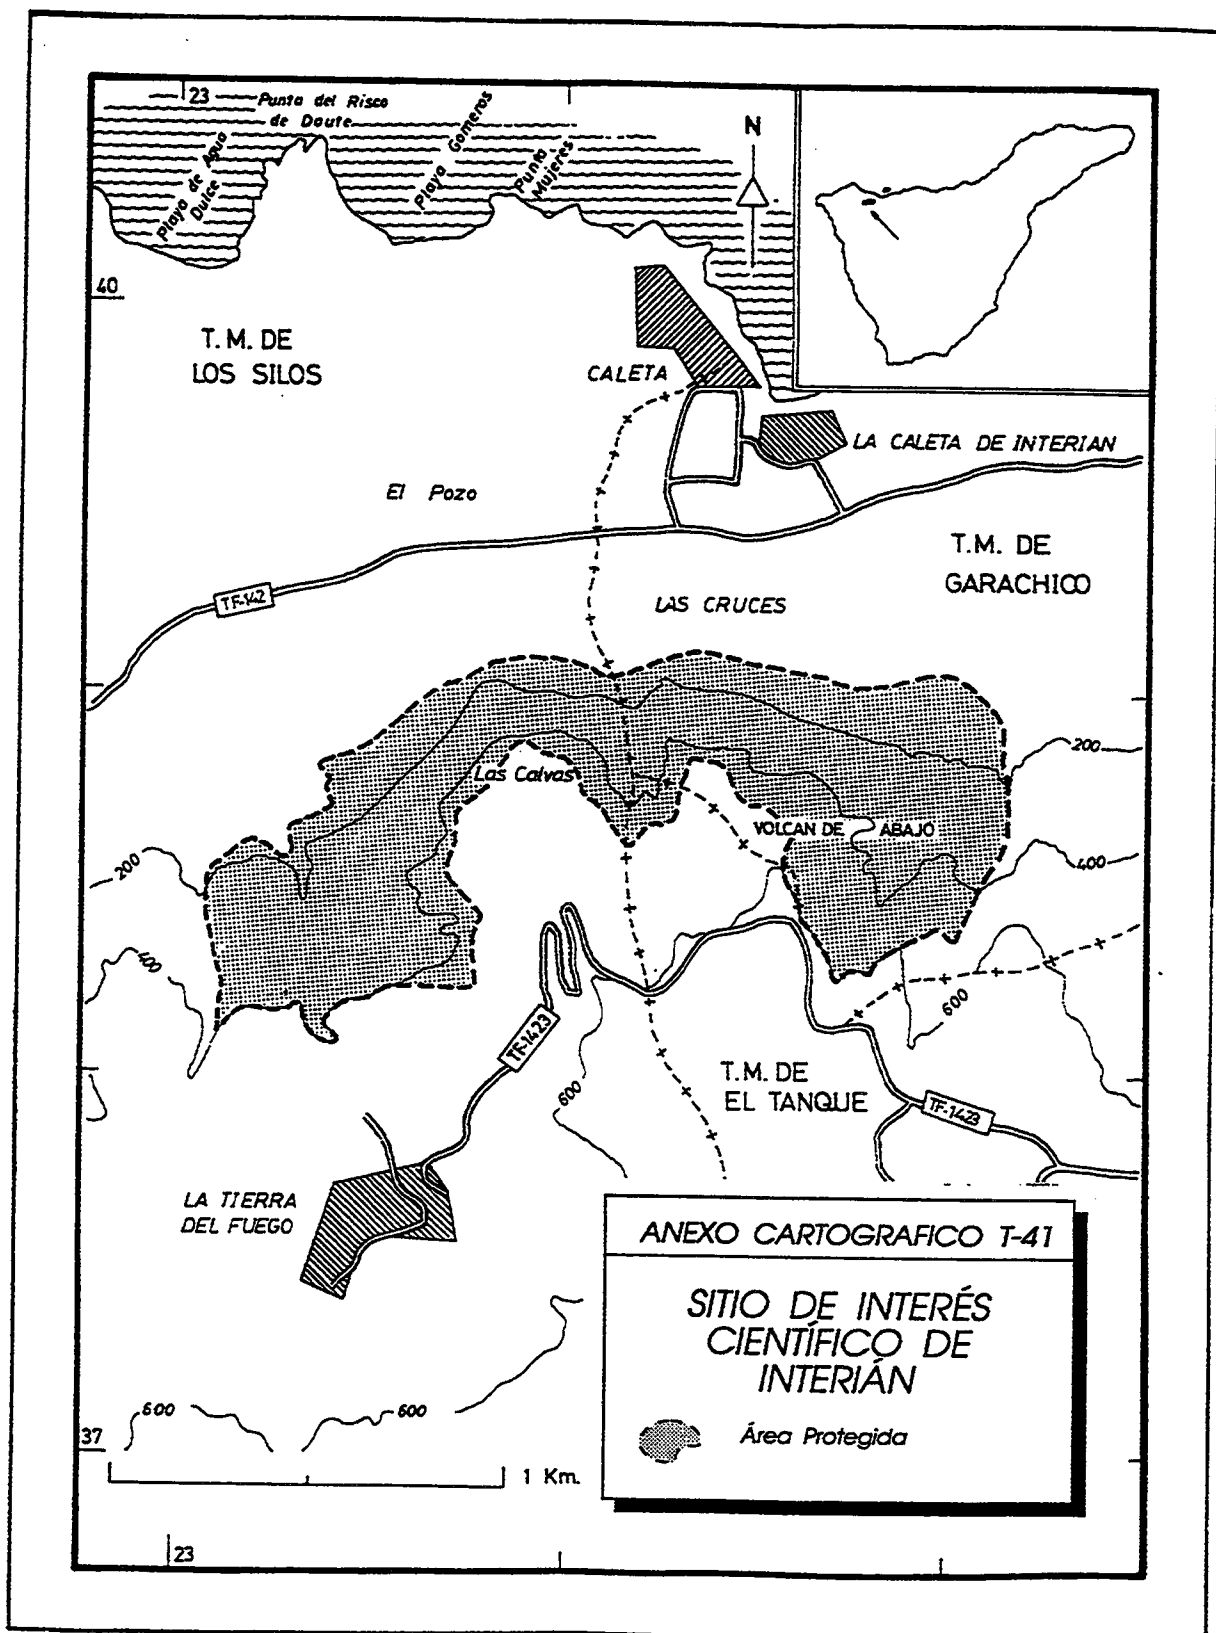 23
Punta del Risco
de Daute
Playa de Agua
Dulce
Playa Gomeros
Punta
Mujeres
N
40
T.M. DE
LOS SILOS
CALETA
LA CALETA DE INTERIAN
El Pozo
T.M. DE
GARACHICO
TF-142
LAS CRUCES
200
Las Calvas
VOLCAN DE ABAJO
200
400
400
600
TF-1423
600
T.M. DE
EL TANQUE
TF-1423
LA TIERRA
DEL FUEGO
ANEXO CARTOGRAFICO T-41
SITIO DE INTERÉS
CIENTÍFICO DE
INTERIÁN
Área Protegida
600
600
37
1 Km.
23